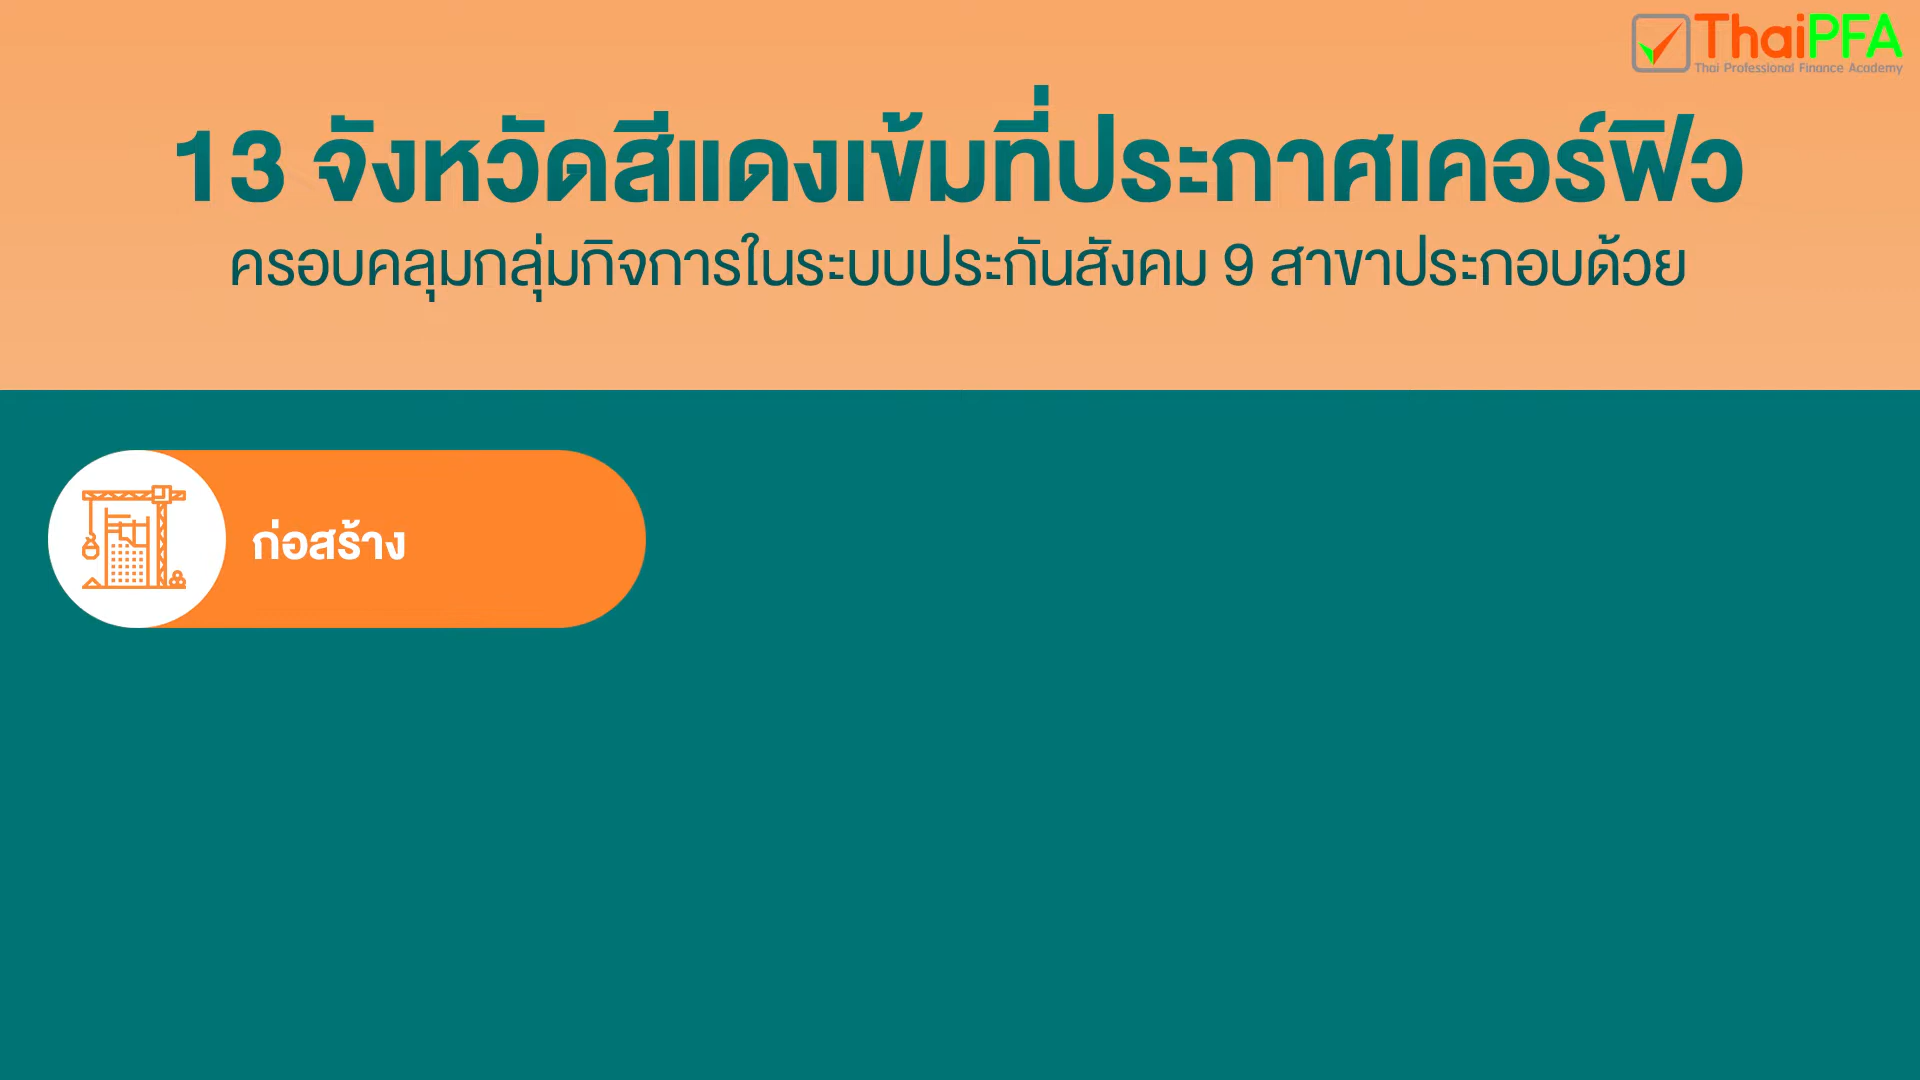 ThaiPFA
Thai Professional Finance Academy
13 จังหวัดสีแดงเข้มที่ประกาศเคอร์ฟิว
ครอบคลุมกลุ่มกิจการในระบบประกันสังคม 9 สาขาประกอบด้วย
ก่อสร้าง